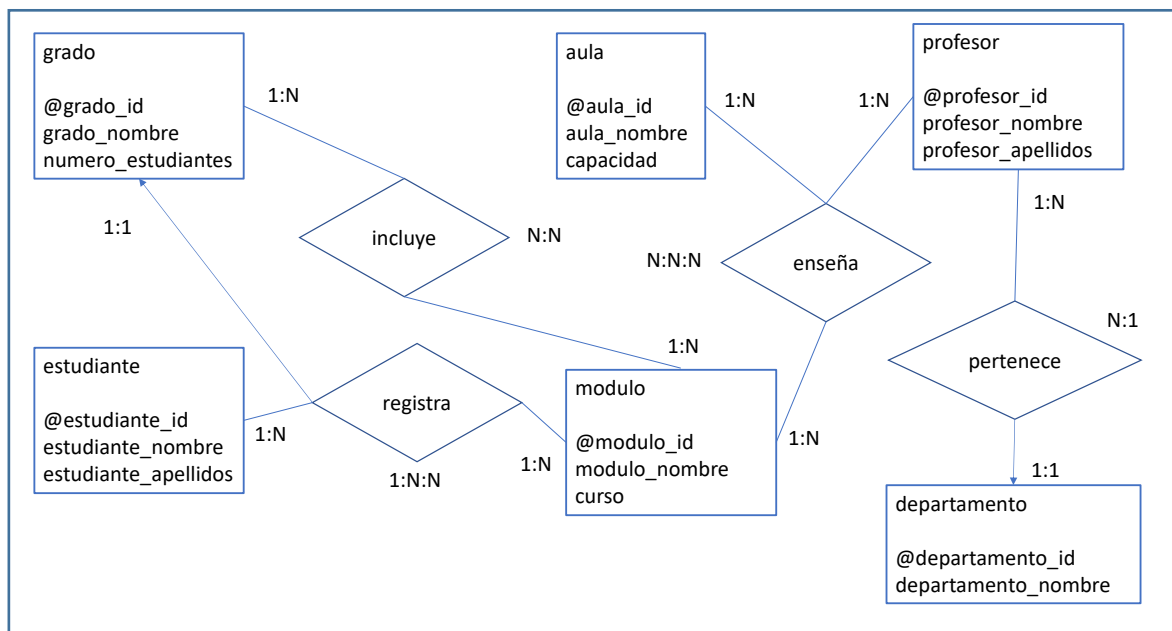 grado
@grado_id
grado_nombre
numero_estudiantes
1:N
aula
@aula_id
aula_nombre
capacidad
1:N
profesor
@profesor_id
profesor_nombre
profesor_apellidos
1:N
1:N
1:1
incluye
N:N
N:N:N
enseña
N:1
pertenece
estudiante
@estudiante_id
estudiante_nombre
estudiante_apellidos
1:N
registra
1:N:N
1:N
1:N
modulo
@modulo_id
modulo_nombre
curso
1:N
1:1
departamento
@departamento_id
departamento_nombre